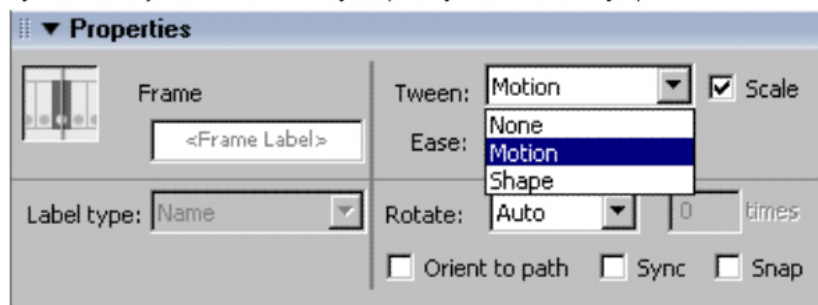 Properties
Frame
<Frame Label>
Tween: Motion Scale
Ease:
None
Motion
Shape
Label type: Name
Rotate: Auto 0 times
Orient to path Sync Snap